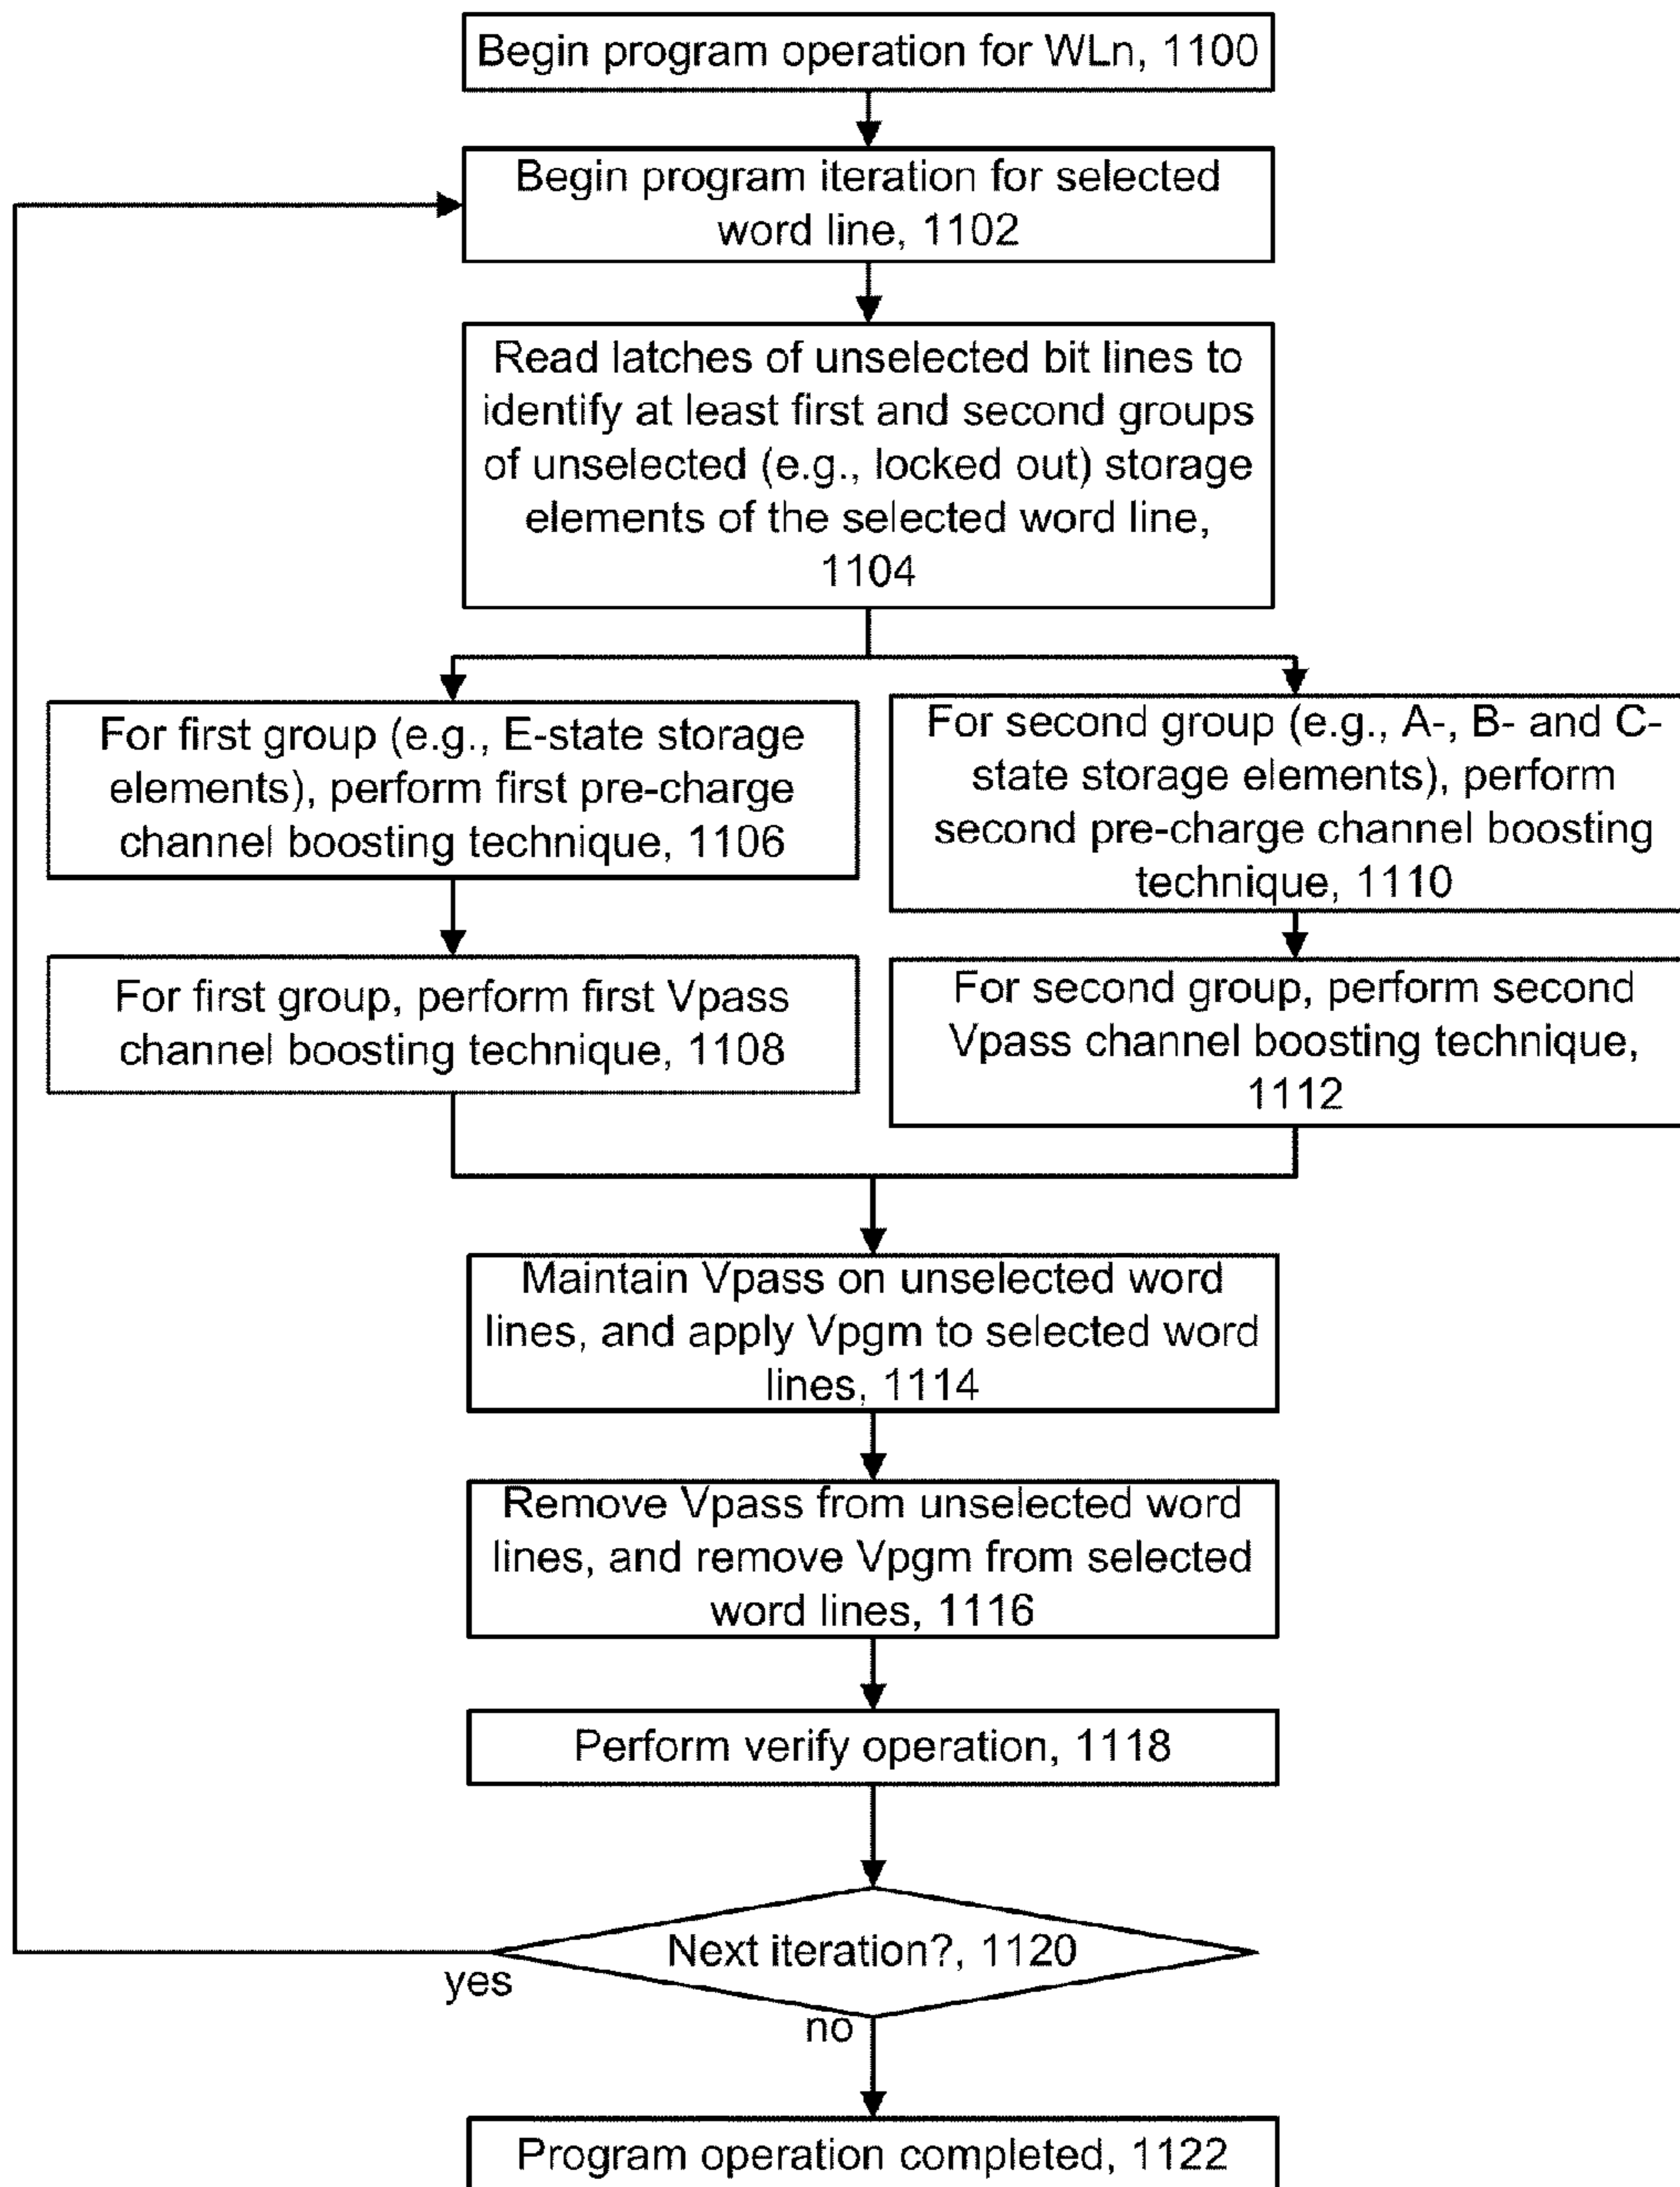 Begin program operation for WLn, 1100
Begin program iteration for selected
word line, 1102
Read latches of unselected bit lines to
identify at least first and second groups
of unselected (e.g., locked out) storage
elements of the selected word line,
1104
For first group (e.g., E-state storage
elements), perform first pre-charge
channel boosting technique, 1106
For second group (e.g., A-, B- and C-
state storage elements), perform
second pre-charge channel boosting
technique, 1110
For first group, perform first Vpass
channel boosting technique, 1108
For second group, perform second
Vpass channel boosting technique,
1112
Maintain Vpass on unselected word
lines, and apply Vpgm to selected word
lines, 1114
Remove Vpass from unselected word
lines, and remove Vpgm from selected
word lines, 1116
Perform verify operation, 1118
Next iteration?, 1120
yes
no
Program operation completed, 1122